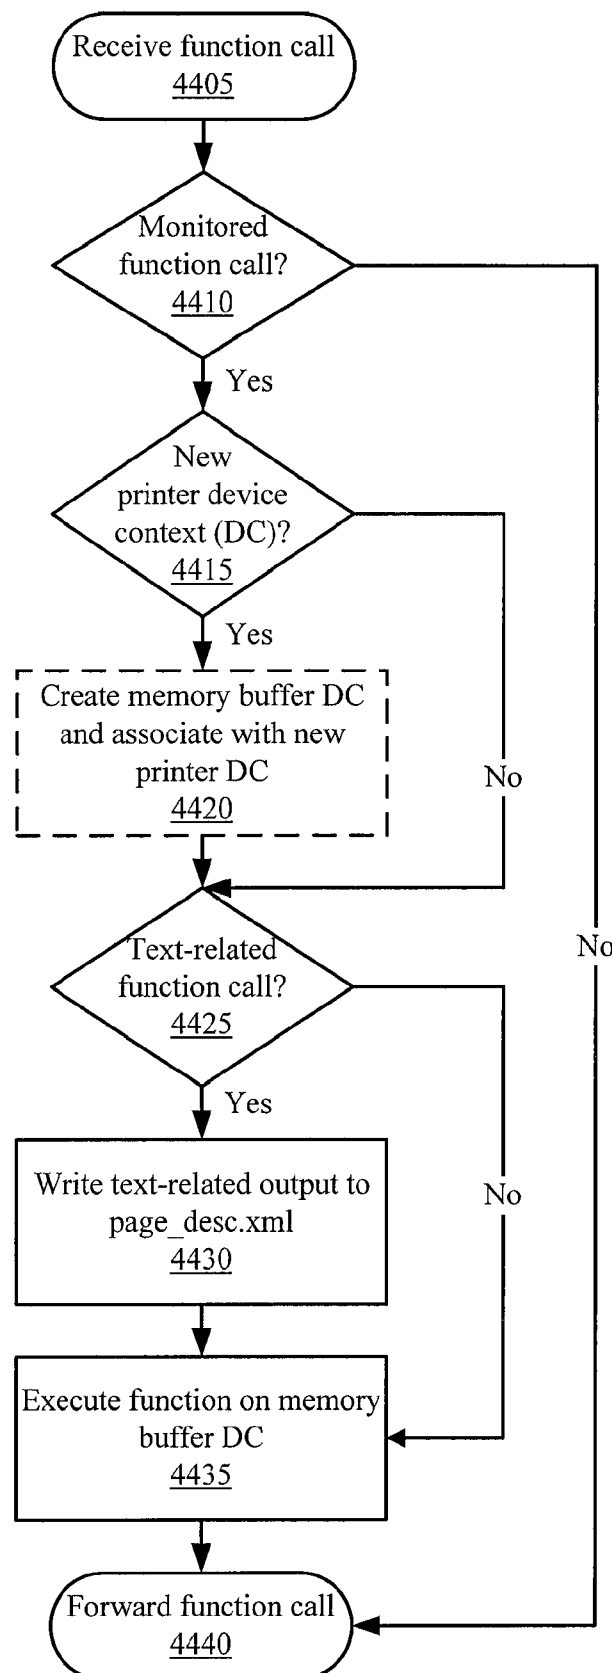 Receive function call
4405
Monitored
function call?
4410
Yes
New
printer device
context (DC)?
4415
Yes
Create memory buffer DC
and associate with new
printer DC
4420
No
No
Text-related
function call?
4425
Yes
Write text-related output to
page_desc.xml
4430
No
Execute function on memory
buffer DC
4435
Forward function call
4440